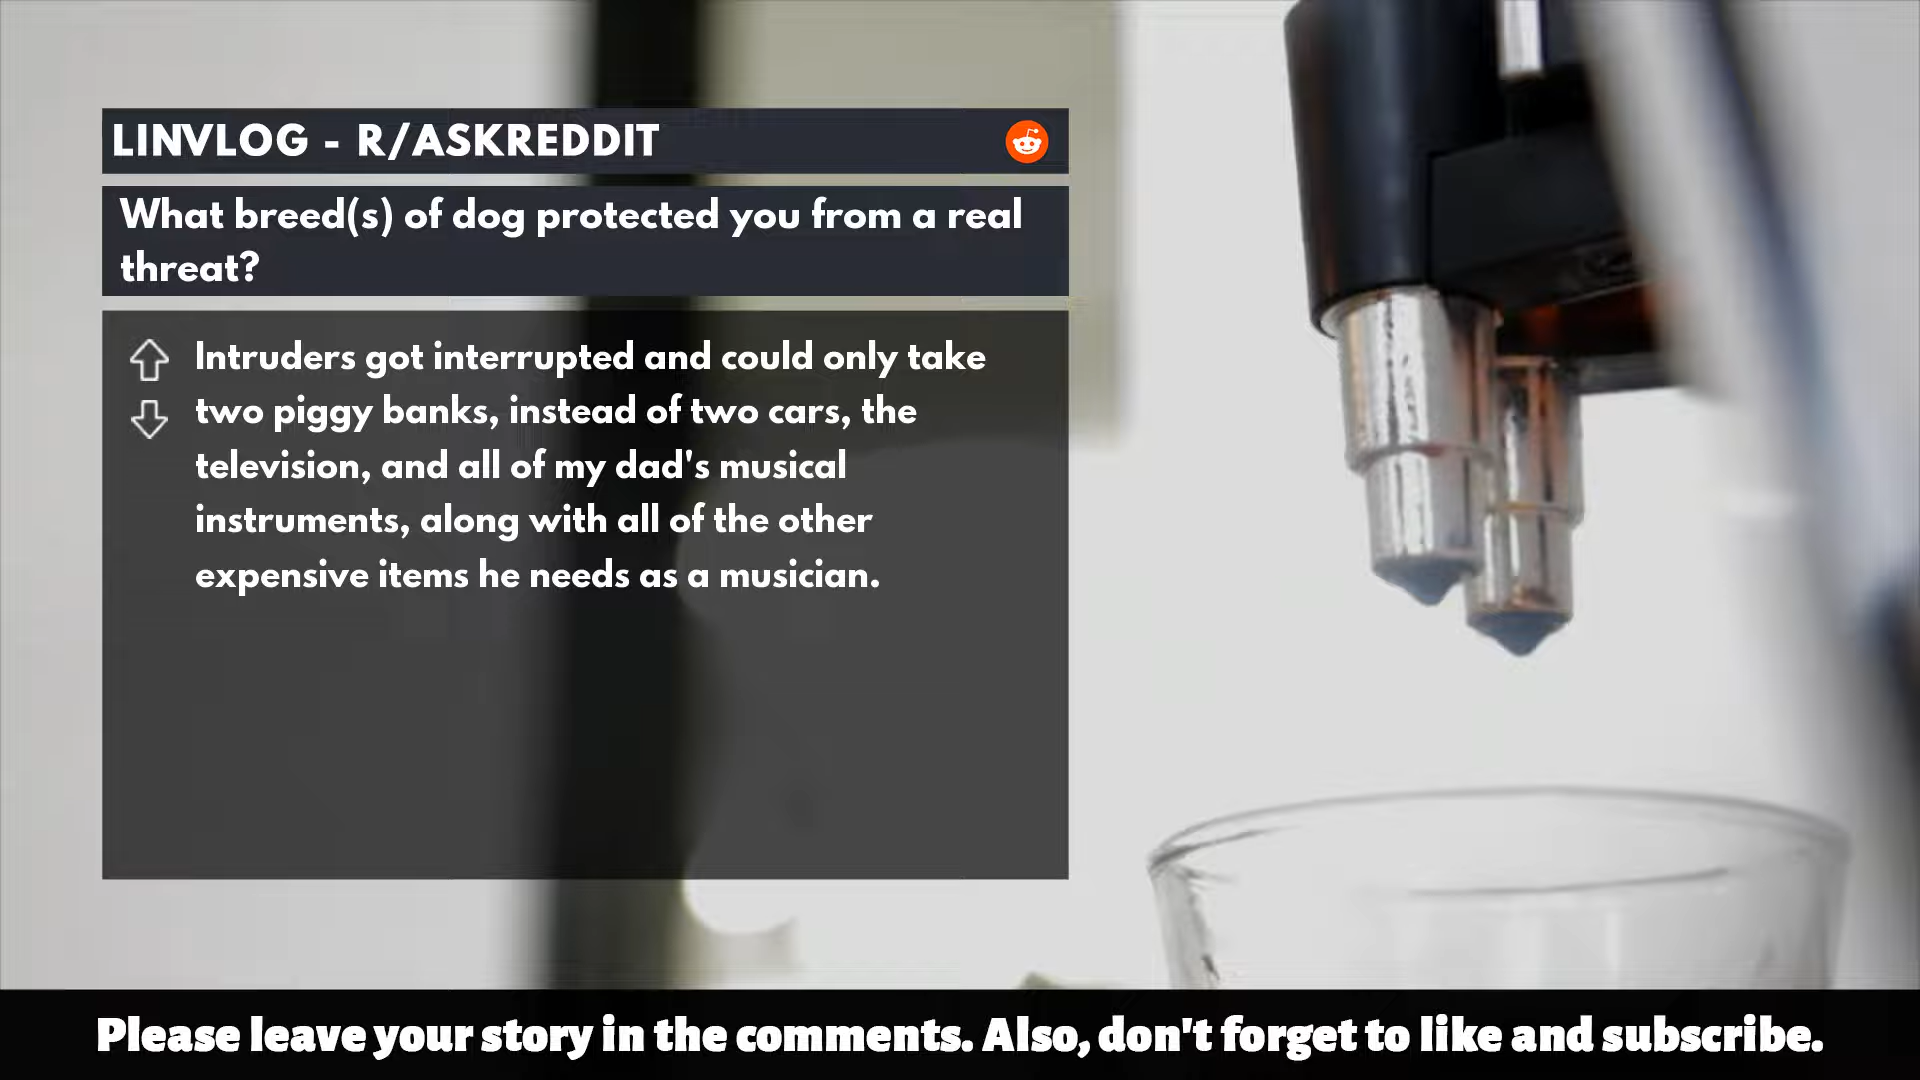 LINVLOG - R/ASKREDDIT
What breed(s) of dog protected you from a real
threat?
Intruders got interrupted and could only take
two piggy banks, instead of two cars, the
television, and all of my dad's musical
instruments, along with all of the other
expensive items he needs as a musician.
Please leave your story in the comments. Also, don't forget to like and subscribe.